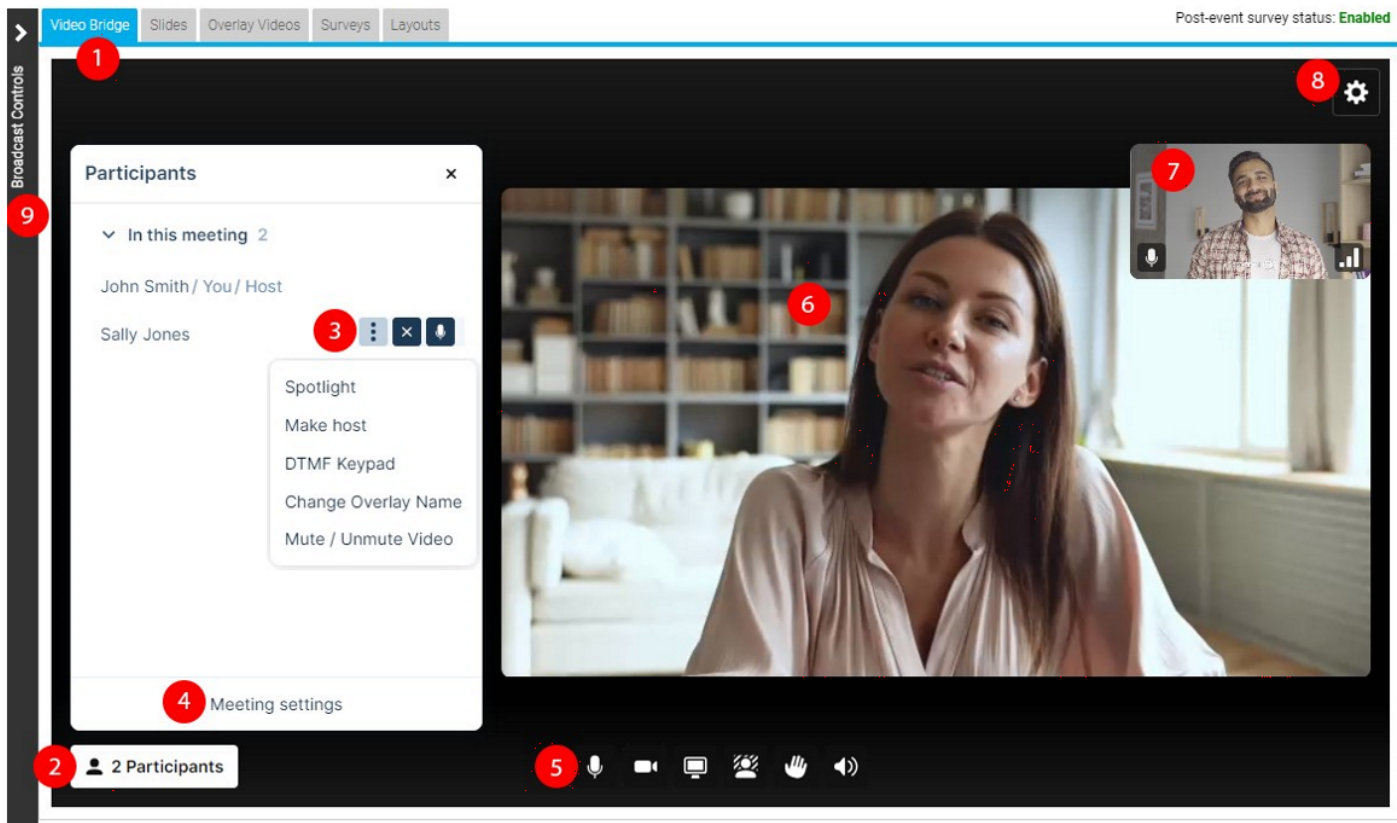 Video Bridge Slides Overlay Videos Surveys Layouts
Post-event survey status: Enabled
1
8
Broadcast Controls
9
Participants
7
In this meeting 2
John Smith / You / Host
6
Sally Jones
3
Spotlight
Make host
DTMF Keypad
Change Overlay Name
Mute / Unmute Video
4 Meeting settings
2 2 Participants
5